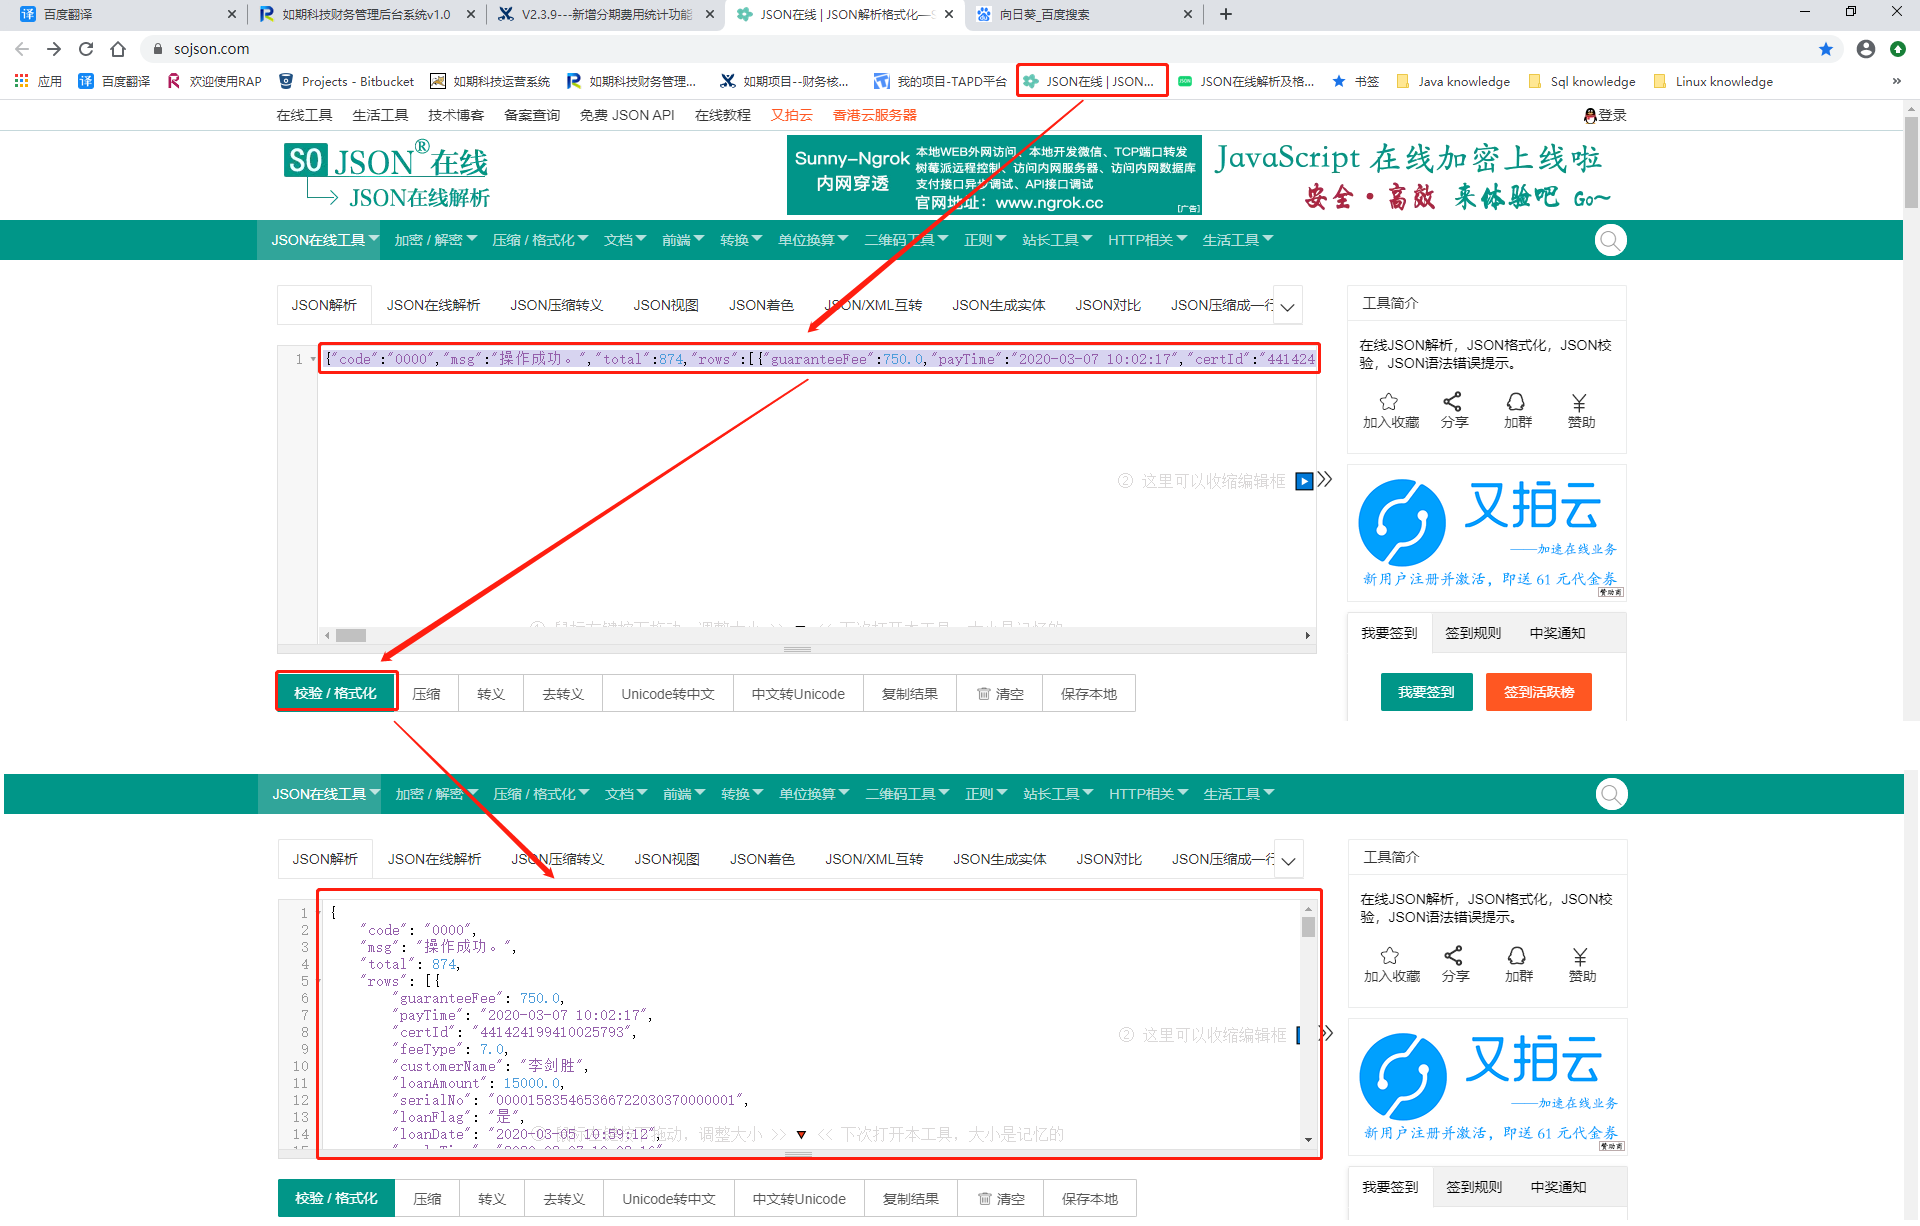 百度翻译
如期科技财务管理后台系统v1.0
V2.3.9---新增分期费用统计功能
JSON在线 | JSON解析格式化—S
向日葵_百度搜索
sojson.com
应用
百度翻译
欢迎使用RAP
Projects - Bitbucket
如期科技运营系统
如期科技财务管理...
如期项目--财务核...
我的项目-TAPD平台
JSON在线 | JSON...
JSON在线解析及格...
书签
Java knowledge
Sql knowledge
Linux knowledge
在线工具 生活工具 技术博客 备案查询 免费 JSON API 在线教程 又拍云 香港云服务器
登录
SO JSON®在线
JSON在线解析
Sunny-Ngrok
内网穿透
本地WEB外网访问、本地开发微信、TCP端口转发
树莓派远程控制、访问内网服务器、访问内网数据库
支付接口异步调试、API接口调试
官网地址：www.ngrok.cc
[广告]
JavaScript 在线加密上线啦
安全·高效 来体验吧 Go~
JSON在线工具 加密 / 解密 压缩 / 格式化 文档 前端 转换 单位换算 二维码工具 正则 站长工具 HTTP相关 生活工具
JSON解析 JSON在线解析 JSON压缩转义 JSON视图 JSON着色 JSON/XML互转 JSON生成实体 JSON对比 JSON压缩成一行
1 {"code":"0000","msg":"操作成功。","total":874,"rows":[{"guaranteeFee":750.0,"payTime":"2020-03-07 10:02:17","certId":"441424
② 这里可以收缩编辑框
调整大小 >> << 下次打开本工具，大小是记忆的
校验 / 格式化 压缩 转义 去转义 Unicode转中文 中文转Unicode 复制结果 清空 保存本地
工具简介
在线JSON解析，JSON格式化，JSON校
验，JSON语法错误提示。
加入收藏 分享 加群 赞助
又拍云
——加速在线业务
新用户注册并激活，即送 61 元代金券
赞助商
我要签到 签到规则 中奖通知
我要签到 签到活跃榜
JSON在线工具 加密 / 解密 压缩 / 格式化 文档 前端 转换 单位换算 二维码工具 正则 站长工具 HTTP相关 生活工具
JSON解析 JSON在线解析 JSON压缩转义 JSON视图 JSON着色 JSON/XML互转 JSON生成实体 JSON对比 JSON压缩成一行
1 {
2 "code": "0000",
3 "msg": "操作成功。",
4 "total": 874,
5 "rows": [{
6 "guaranteeFee": 750.0,
7 "payTime": "2020-03-07 10:02:17",
8 "certId": "441424199410025793",
9 "feeType": 7.0,
10 "customerName": "李剑胜",
11 "loanAmount": 15000.0,
12 "serialNo": "0000158354653667220303700000​01",
13 "loanFlag": "是",
14 "loanDate": "2020-03-05 10:59:12",
② 这里可以收缩编辑框
拖动，调整大小 >> << 下次打开本工具，大小是记忆的
校验 / 格式化 压缩 转义 去转义 Unicode转中文 中文转Unicode 复制结果 清空 保存本地
工具简介
在线JSON解析，JSON格式化，JSON校
验，JSON语法错误提示。
加入收藏 分享 加群 赞助
又拍云
——加速在线业务
新用户注册并激活，即送 61 元代金券
赞助商
我要签到 签到规则 中奖通知